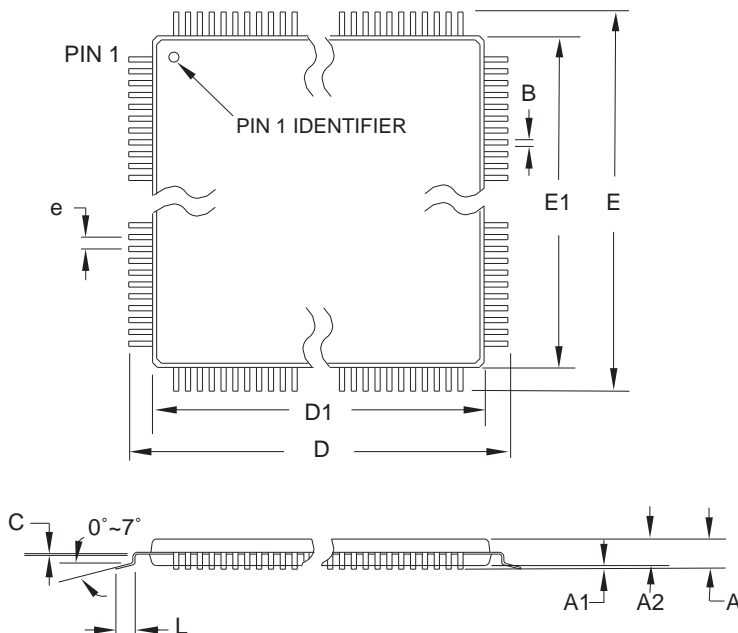 PIN 1
PIN 1 IDENTIFIER
B
e
E1
E
D1
D
C
0°~7°
L
A1
A2
A